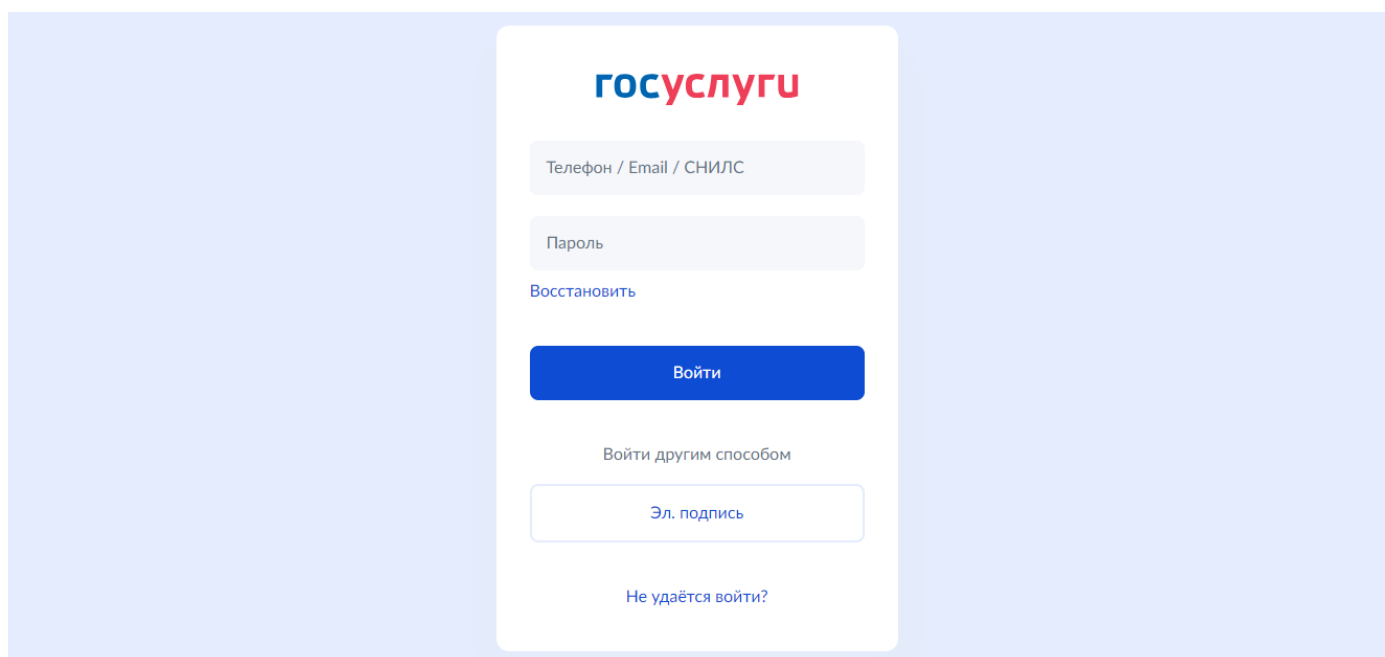 госуслуги
Телефон / Email / СНИЛС
Пароль
Восстановить
Войти
Войти другим способом
Эл. подпись
Не удаётся войти?